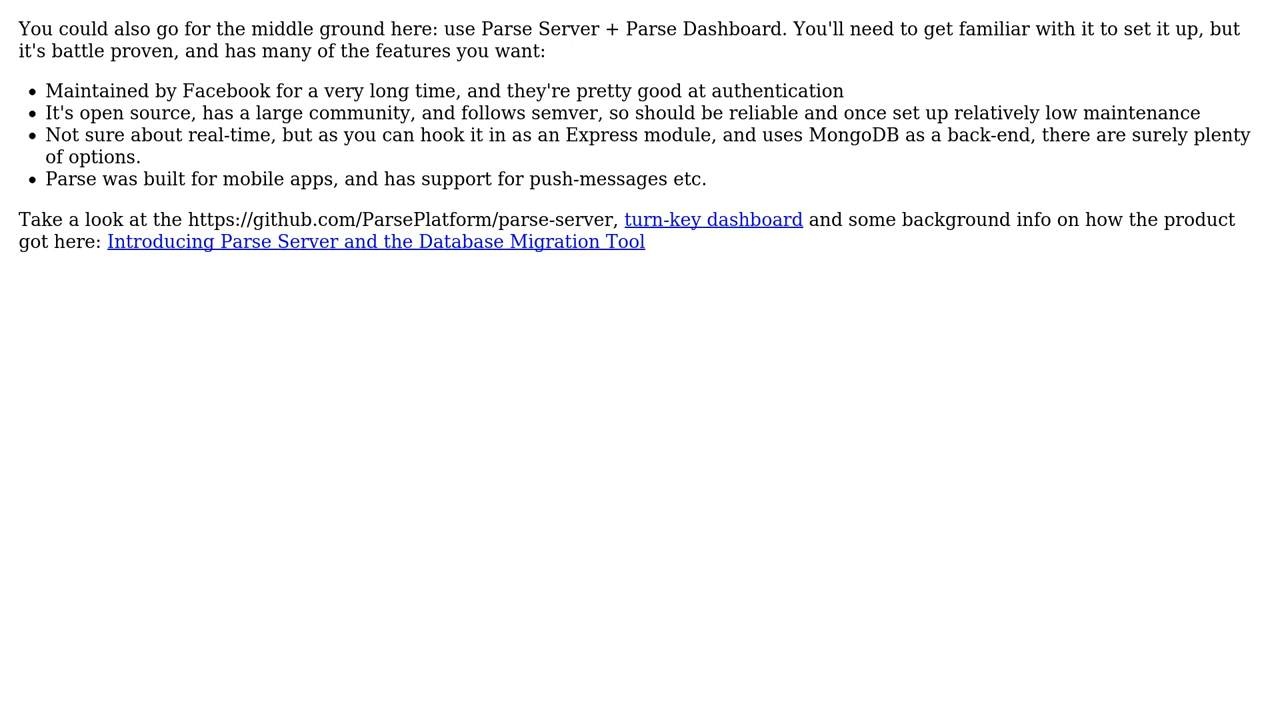 You could also go for the middle ground here: use Parse Server + Parse Dashboard. You'll need to get familiar with it to set it up, but
it's battle proven, and has many of the features you want:
• Maintained by Facebook for a very long time, and they're pretty good at authentication
• It's open source, has a large community, and follows semver, so should be reliable and once set up relatively low maintenance
• Not sure about real-time, but as you can hook it in as an Express module, and uses MongoDB as a back-end, there are surely plenty
of options.
• Parse was built for mobile apps, and has support for push-messages etc.
Take a look at the https://github.com/ParsePlatform/parse-server, turn-key dashboard and some background info on how the product
got here: Introducing Parse Server and the Database Migration Tool